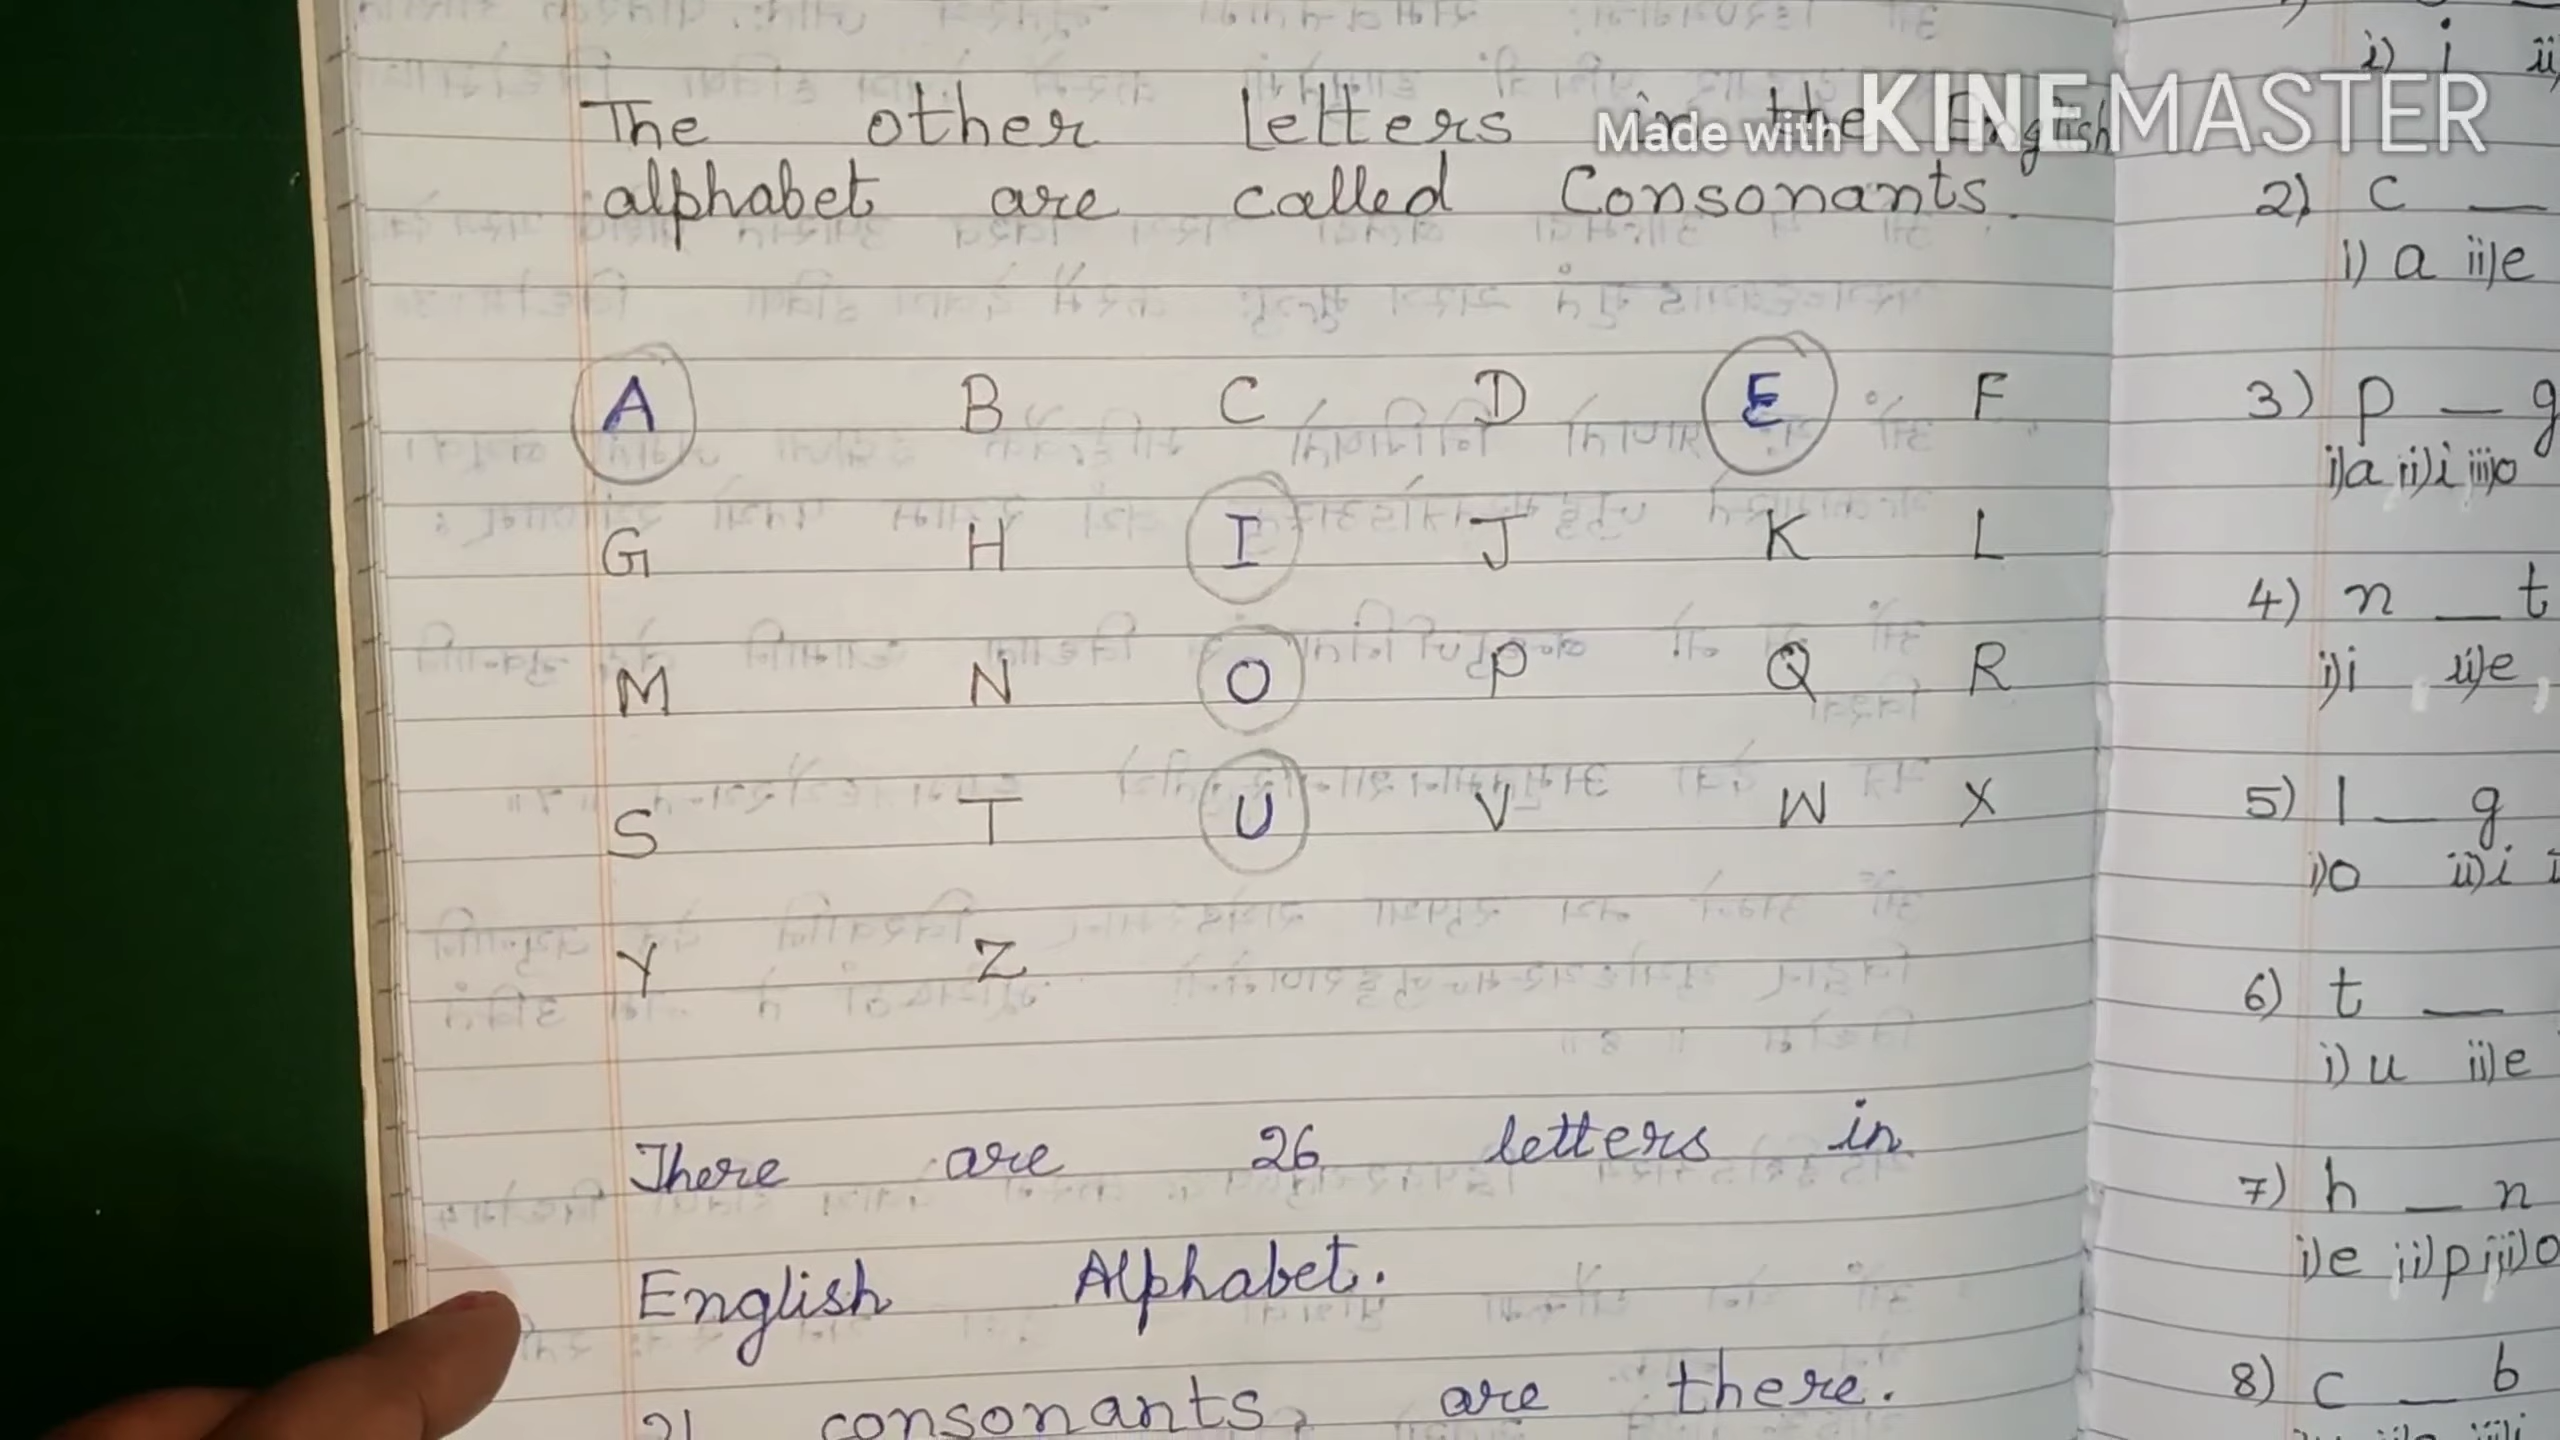 The other letters in the English
alphabet are called Consonants.
A B C D E F
G H I J K L
M N O P Q R
S T U V W X
Y Z
There are 26 letters in
English Alphabet.
21 consonants are there.
i) i ii)
2) c _
i) a ii) e
3) p _ g
i) a ii) i iii) o
4) n _ t
i) i , ii) e ,
5) l _ g
i) o ii) i
6) t _
i) u ii) e
7) h _ n
i) e ii) p iii) o
8) c _ b
Made with KINEMASTER